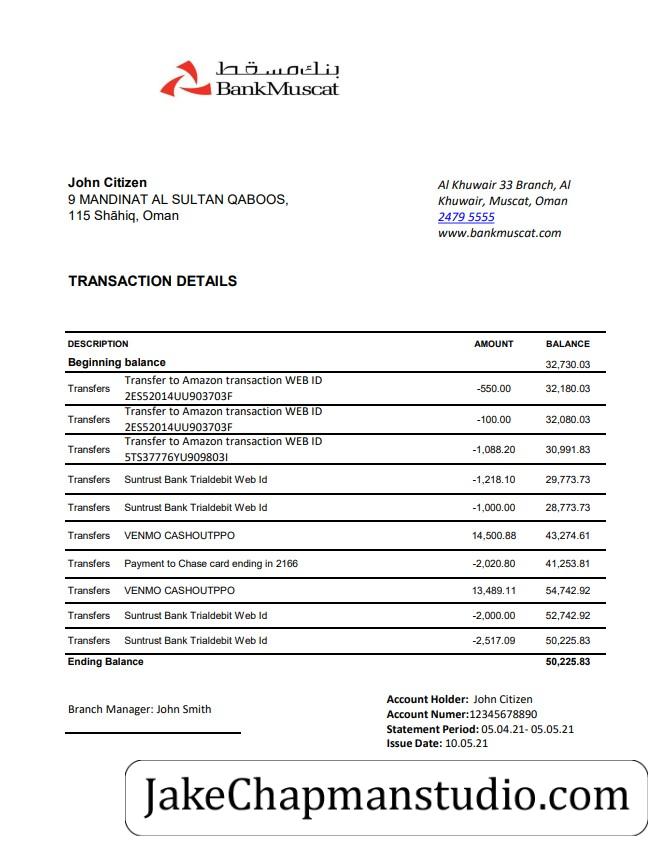 بنك مسقط
BankMuscat
John Citizen
9 MANDINAT AL SULTAN QABOOS,
115 Shāhiq, Oman
Al Khuwair 33 Branch, Al
Khuwair, Muscat, Oman
2479 5555
www.bankmuscat.com
TRANSACTION DETAILS
DESCRIPTION AMOUNT BALANCE
Beginning balance 32,730.03
Transfers Transfer to Amazon transaction WEB ID
2ES52014UU903703F -550.00 32,180.03
Transfers Transfer to Amazon transaction WEB ID
2ES52014UU903703F -100.00 32,080.03
Transfers Transfer to Amazon transaction WEB ID
5TS37776YU909803I -1,088.20 30,991.83
Transfers Suntrust Bank Trialdebit Web Id -1,218.10 29,773.73
Transfers Suntrust Bank Trialdebit Web Id -1,000.00 28,773.73
Transfers VENMO CASHOUTPPO 14,500.88 43,274.61
Transfers Payment to Chase card ending in 2166 -2,020.80 41,253.81
Transfers VENMO CASHOUTPPO 13,489.11 54,742.92
Transfers Suntrust Bank Trialdebit Web Id -2,000.00 52,742.92
Transfers Suntrust Bank Trialdebit Web Id -2,517.09 50,225.83
Ending Balance 50,225.83
Branch Manager: John Smith
Account Holder: John Citizen
Account Numer:12345678890
Statement Period: 05.04.21- 05.05.21
Issue Date: 10.05.21
JakeChapmanstudio.com